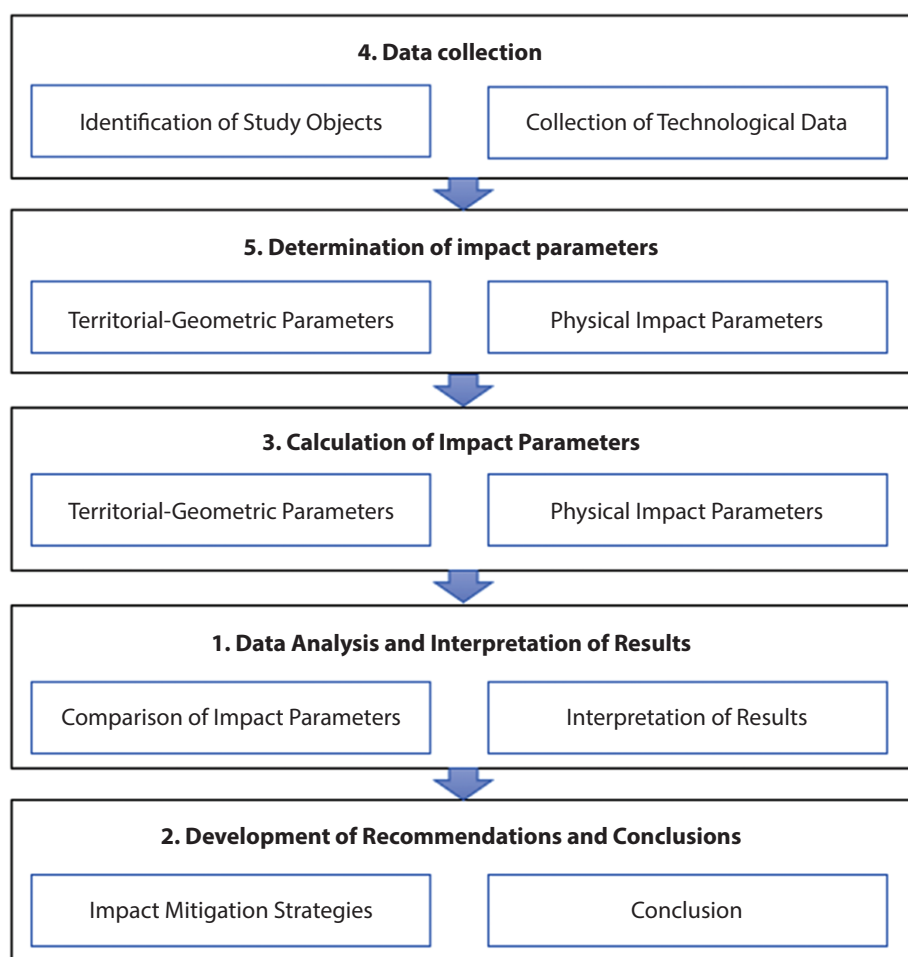 4. Data collection
Identification of Study Objects
Collection of Technological Data
5. Determination of impact parameters
Territorial-Geometric Parameters
Physical Impact Parameters
3. Calculation of Impact Parameters
Territorial-Geometric Parameters
Physical Impact Parameters
1. Data Analysis and Interpretation of Results
Comparison of Impact Parameters
Interpretation of Results
2. Development of Recommendations and Conclusions
Impact Mitigation Strategies
Conclusion